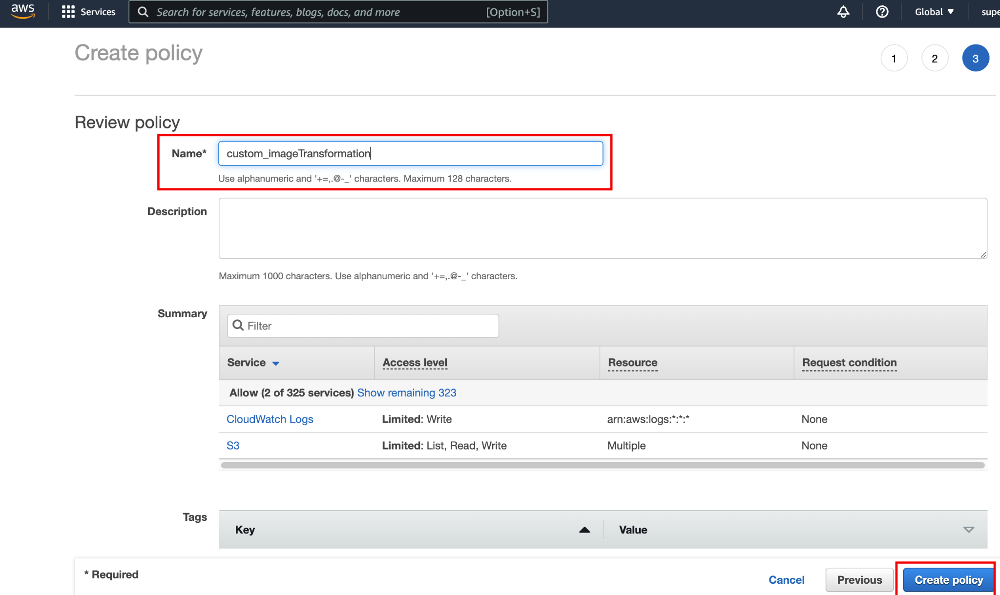 aws Services Search for services, features, blogs, docs, and more [Option+S] Global supe
Create policy
1 2 3
Review policy
Name* custom_imageTransformation
Use alphanumeric and '+=,.@-_' characters. Maximum 128 characters.
Description
Maximum 1000 characters. Use alphanumeric and '+=,.@-_' characters.
Summary
Filter
Service Access level Resource Request condition
Allow (2 of 325 services) Show remaining 323
CloudWatch Logs Limited: Write arn:aws:logs:*:*:* None
S3 Limited: List, Read, Write Multiple None
Tags
Key Value
* Required
Cancel Previous Create policy